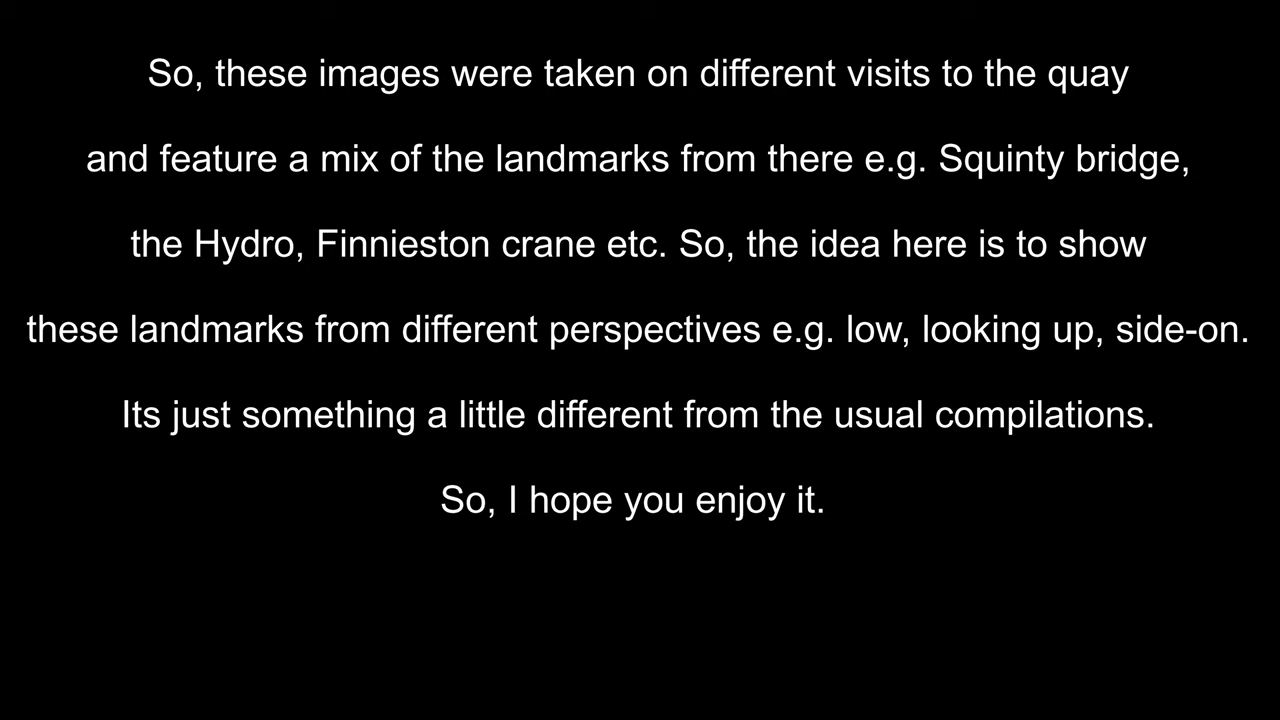 So, these images were taken on different visits to the quay
and feature a mix of the landmarks from there e.g. Squinty bridge,
the Hydro, Finnieston crane etc. So, the idea here is to show
these landmarks from different perspectives e.g. low, looking up, side-on.
Its just something a little different from the usual compilations.
So, I hope you enjoy it.